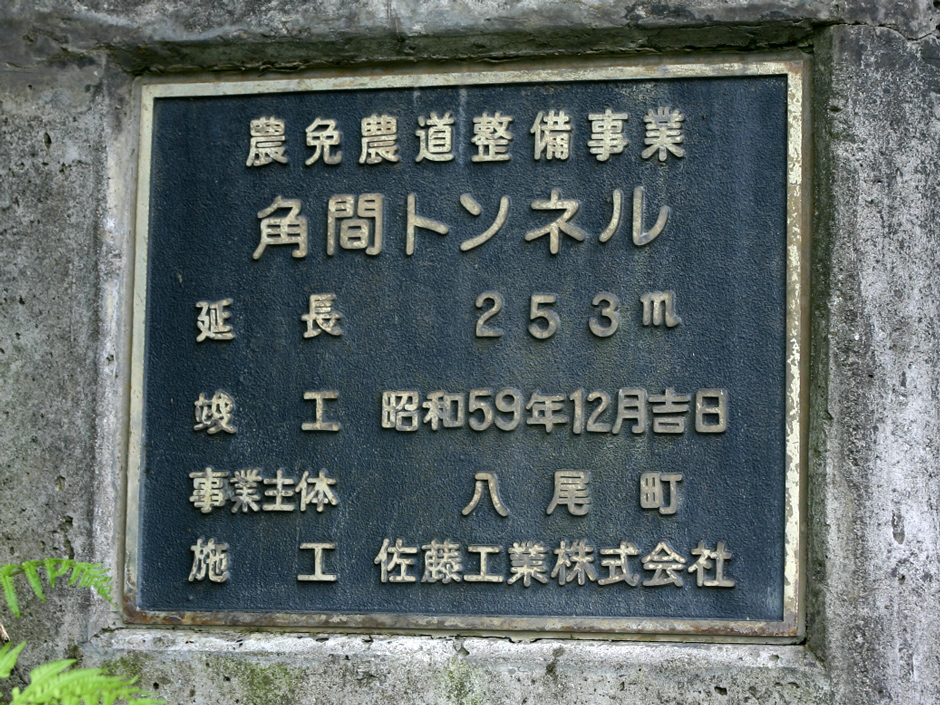 農免農道整備事業
角間トンネル
延長 253m
竣工 昭和59年12月吉日
事業主体 八尾町
施工 佐藤工業株式会社